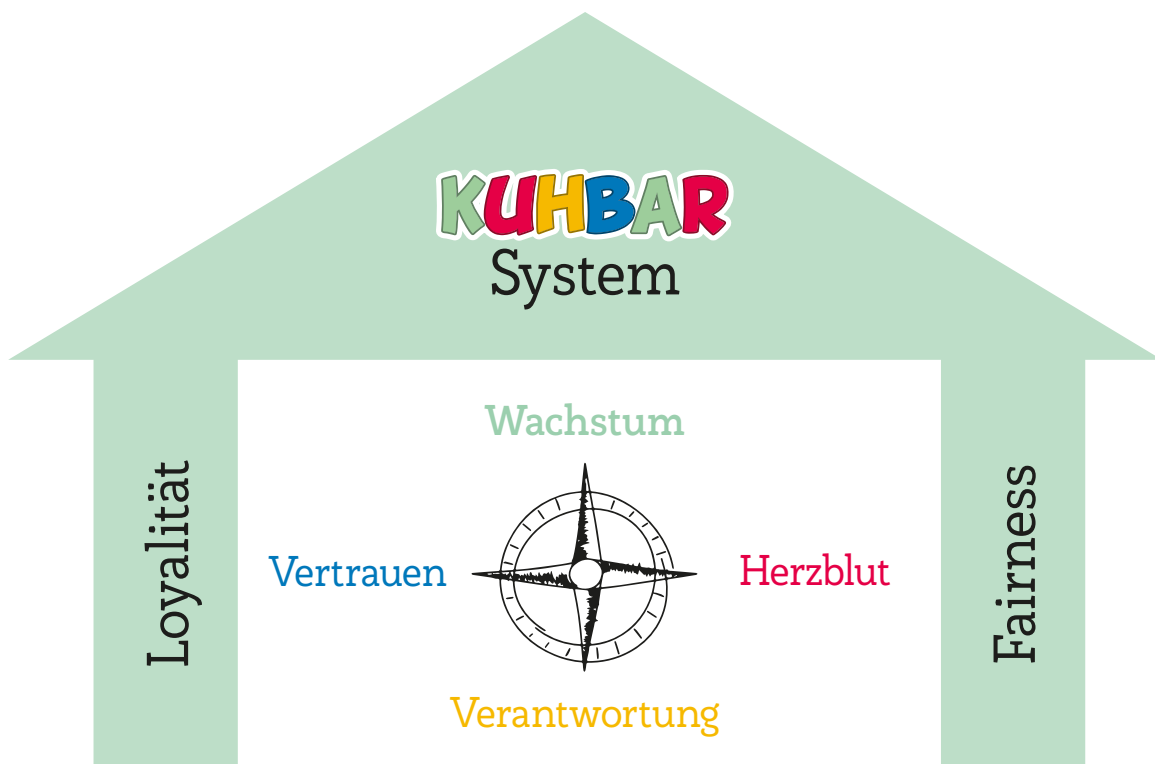 KUHBAR
System
Wachstum
Loyalität
Vertrauen
Herzblut
Fairness
Verantwortung